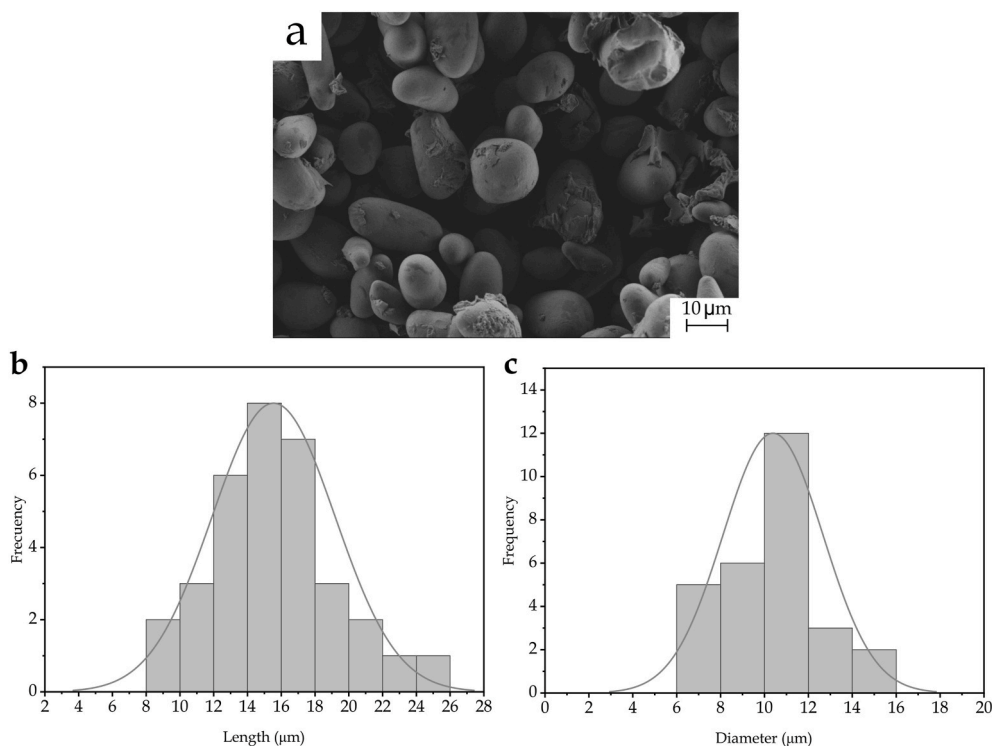 a
10 µm
b
8
6
4
2
0
Frecuency
2 4 6 8 10 12 14 16 18 20 22 24 26 28
Length (µm)
c
14
12
10
8
6
4
2
0
Frequency
0 2 4 6 8 10 12 14 16 18 20
Diameter (µm)